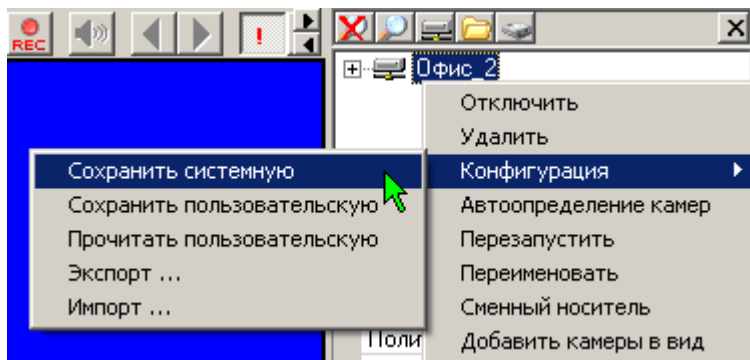 REC
!
Офис_2
Отключить
Удалить
Конфигурация
Автоопределение камер
Перезапустить
Переименовать
Сменный носитель
Добавить камеры в вид
Сохранить системную
Сохранить пользовательскую
Прочитать пользовательскую
Экспорт ...
Импорт ...
Поли